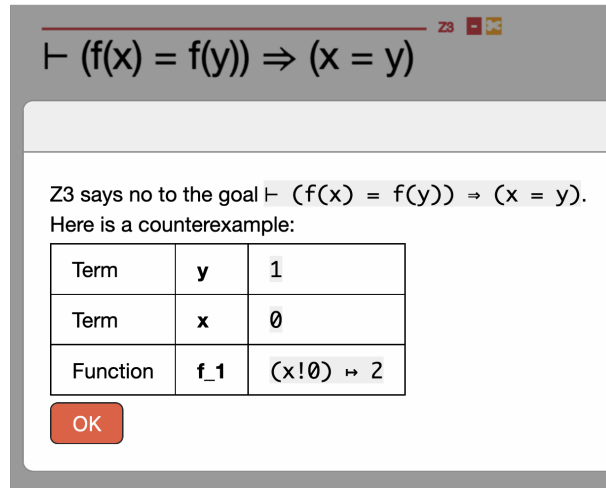 Z3 -
⊢ (f(x) = f(y)) ⇒ (x = y)
Z3 says no to the goal ⊢ (f(x) = f(y)) ⇒ (x = y).
Here is a counterexample:
Term y 1
Term x 0
Function f_1 (x!0) ↦ 2
OK